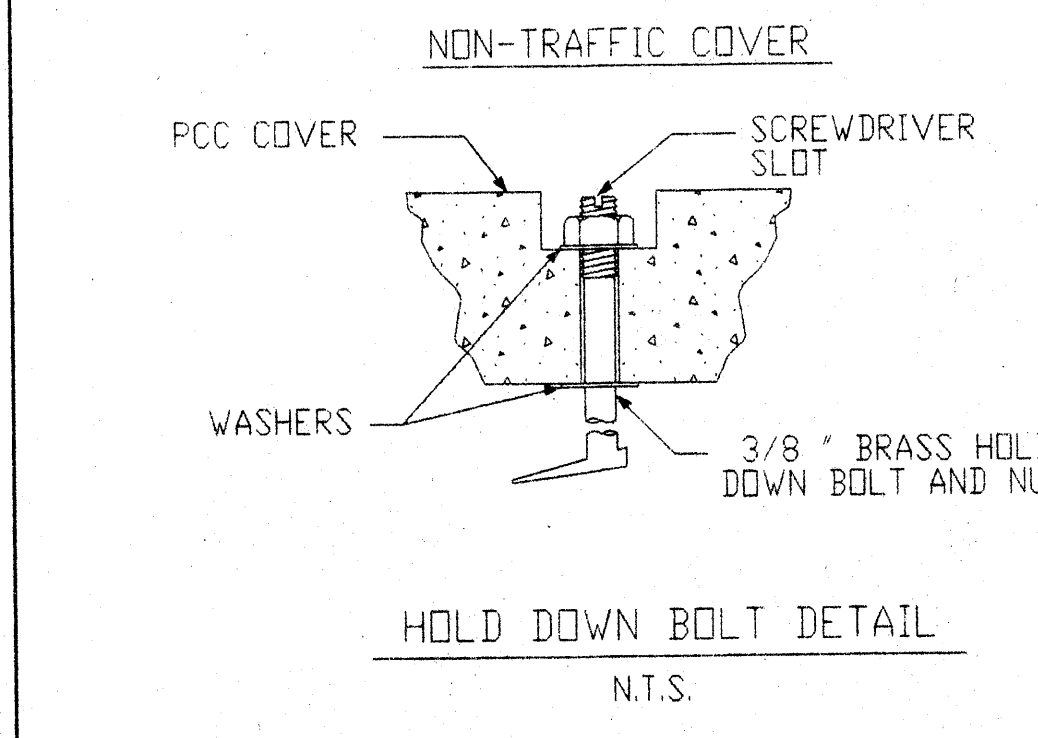 NON-TRAFFIC COVER
PCC COVER
SCREWDRIVER
SLOT
WASHERS
3/8 " BRASS
DOWN BOLT AND
HOLD DOWN BOLT DETAIL
N.T.S.